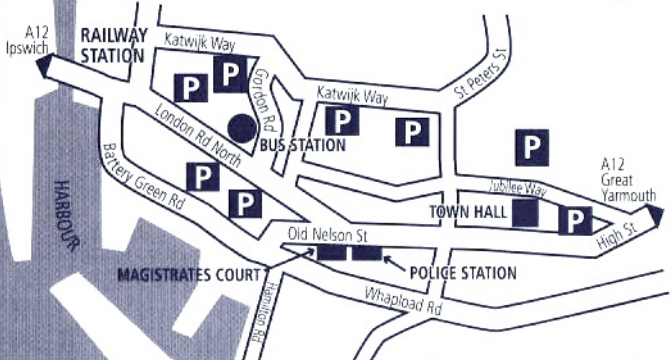 A12
Ipswich
RAILWAY
STATION
Katwijk Way
St Peters St
P
P
Gordon Rd
Katwijk Way
P
P
London Rd North
BUS STATION
P
A12
Great
Yarmouth
Battery Green Rd
P
P
Jubilee Way
HARBOUR
TOWN HALL
P
Old Nelson St
High St
MAGISTRATES COURT
POLICE STATION
Hamilton Rd
Whapload Rd